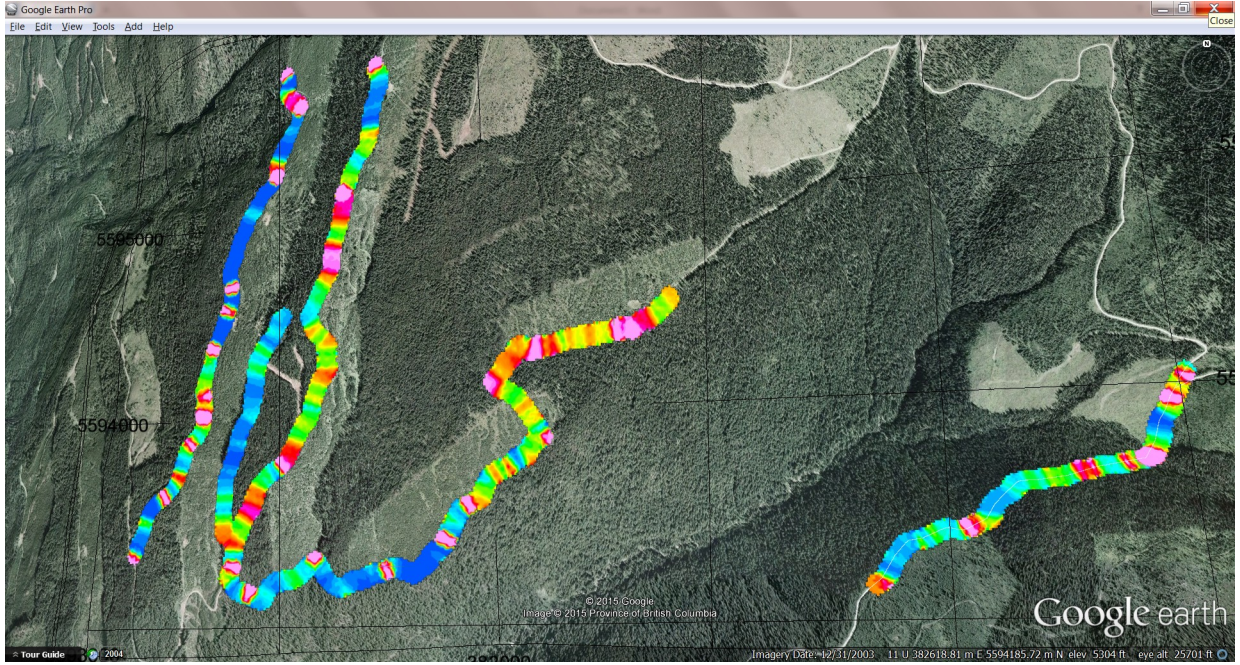 Google Earth Pro
File Edit View Tools Add Help
Close
N
5595000
5594000
55
© 2015 Google
Image © 2015 Province of British Columbia
Google earth
Tour Guide
2004
Imagery Date: 12/31/2003 11 U 382618.81 m E 5594185.72 m N elev 5304 ft eye alt 25701 ft